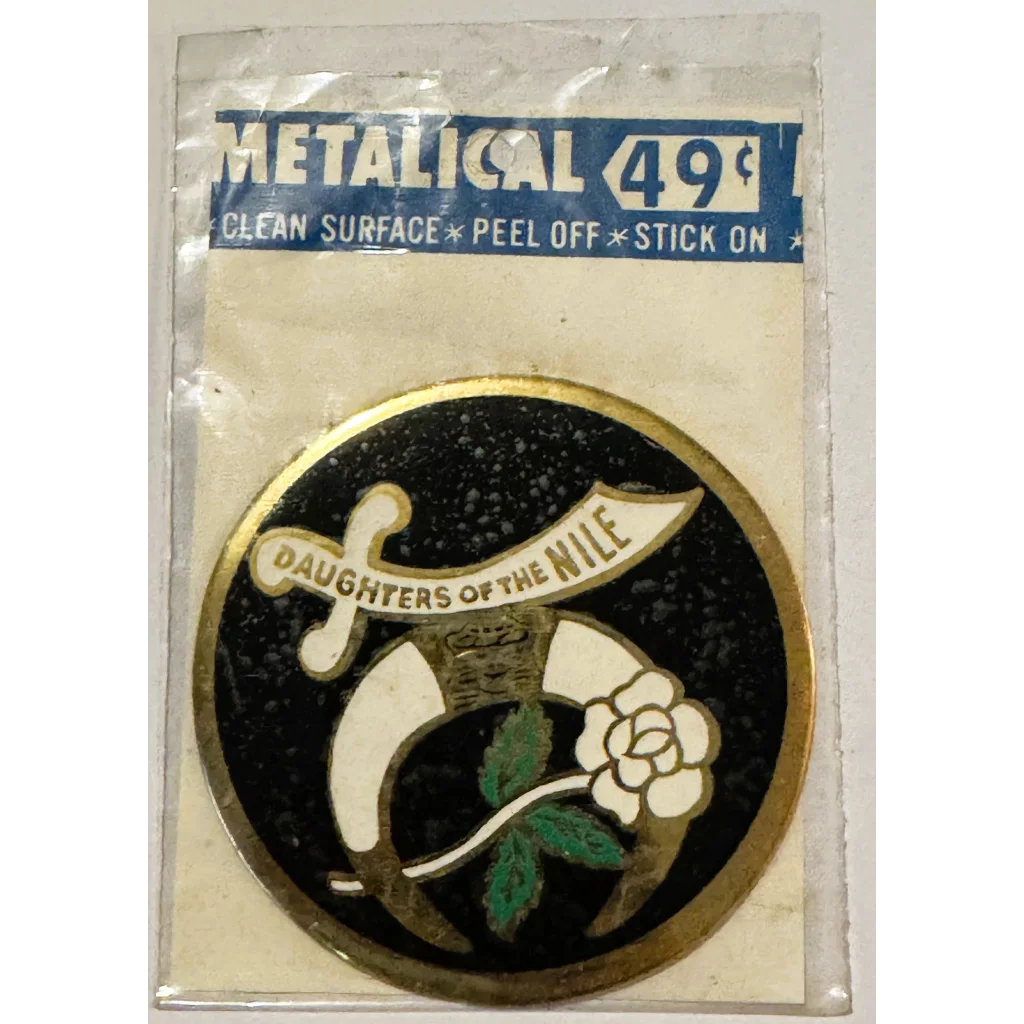 METALICAL 49¢
*CLEAN SURFACE * PEEL OFF * STICK ON *
DAUGHTERS OF THE NILE